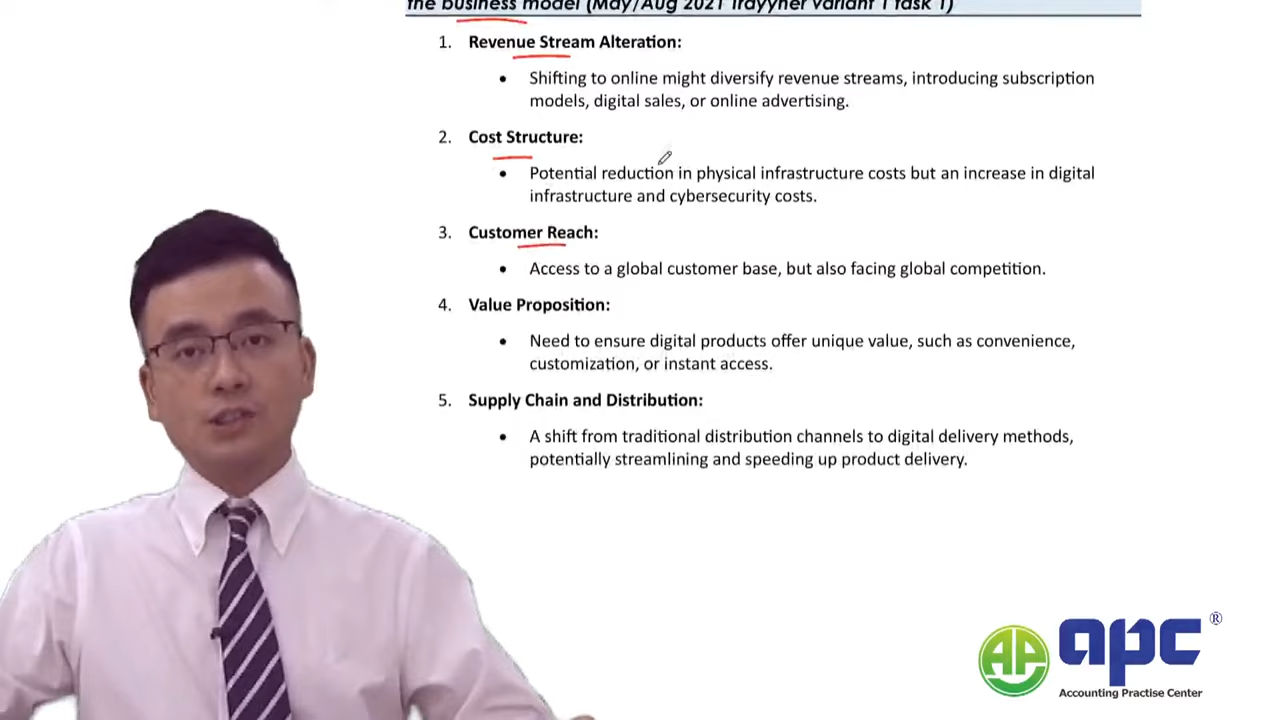 the business model (May/Aug 2021 Trayyner variant 1 task 1)
1. Revenue Stream Alteration:
• Shifting to online might diversify revenue streams, introducing subscription
models, digital sales, or online advertising.
2. Cost Structure:
• Potential reduction in physical infrastructure costs but an increase in digital
infrastructure and cybersecurity costs.
3. Customer Reach:
• Access to a global customer base, but also facing global competition.
4. Value Proposition:
• Need to ensure digital products offer unique value, such as convenience,
customization, or instant access.
5. Supply Chain and Distribution:
• A shift from traditional distribution channels to digital delivery methods,
potentially streamlining and speeding up product delivery.
apc ®
Accounting Practise Center